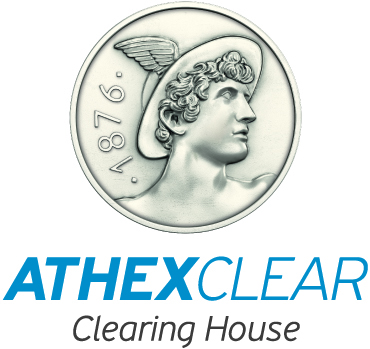 ·1876·
ATHEXCLEAR
Clearing House